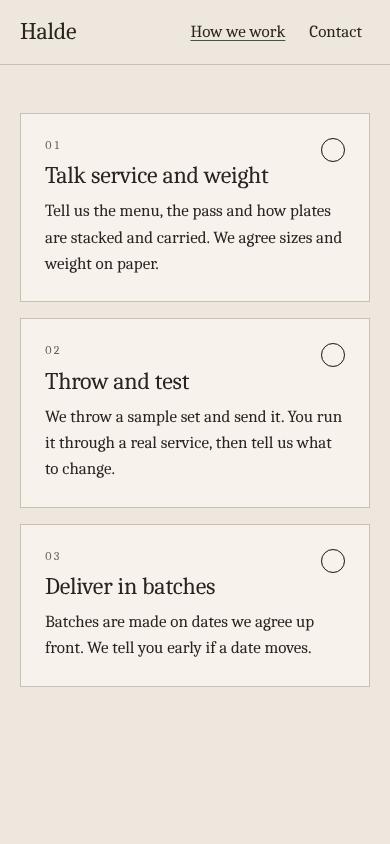 Halde
How we work
Contact
01
Talk service and weight
Tell us the menu, the pass and how plates
are stacked and carried. We agree sizes and
weight on paper.
02
Throw and test
We throw a sample set and send it. You run
it through a real service, then tell us what
to change.
03
Deliver in batches
Batches are made on dates we agree up
front. We tell you early if a date moves.